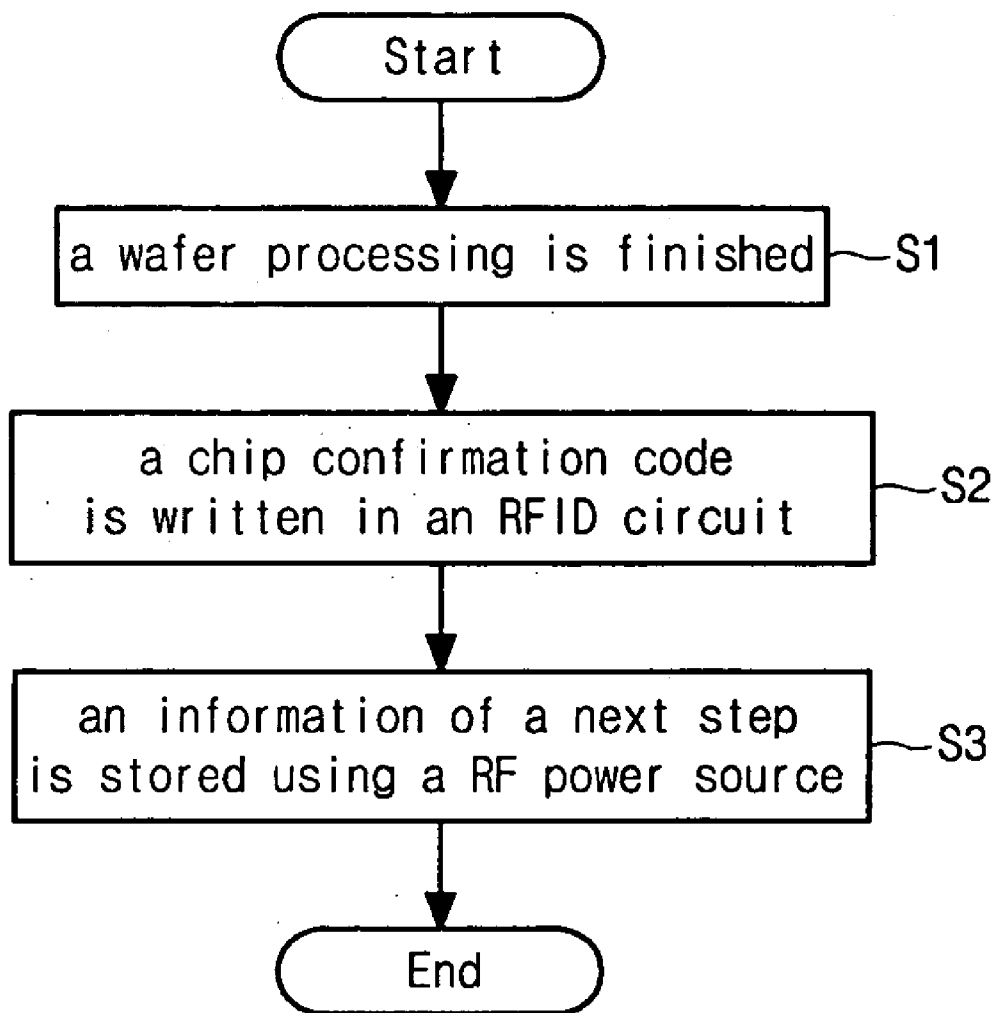 Start
a wafer processing is finished
S1
a chip confirmation code
is written in an RFID circuit
S2
an information of a next step
is stored using a RF power source
S3
End